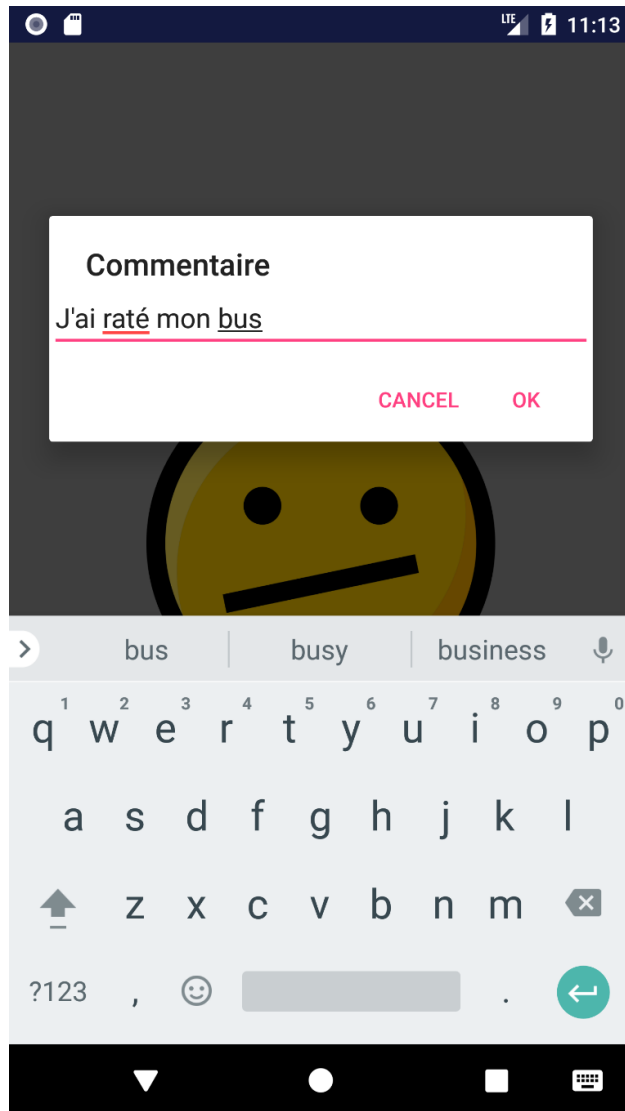 LTE 11:13
Commentaire
J'ai raté mon bus
CANCEL OK
bus busy business
1 2 3 4 5 6 7 8 9 0
q w e r t y u i o p
a s d f g h j k l
z x c v b n m
?123 , .